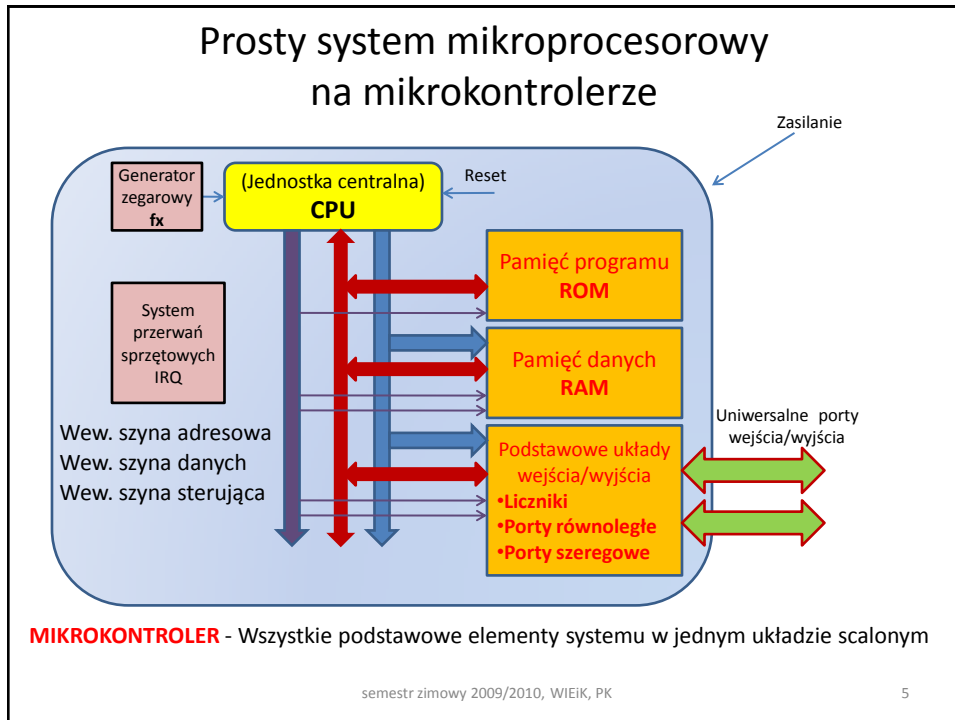 Prosty system mikroprocesorowy
na mikrokontrolerze
Zasilanie
Generator
zegarowy
fx
(Jednostka centralna)
CPU
Reset
Pamięć programu
ROM
System
przerwań
sprzętowych
IRQ
Pamięć danych
RAM
Uniwersalne porty
wejścia/wyjścia
Wew. szyna adresowa
Wew. szyna danych
Wew. szyna sterująca
Podstawowe układy
wejścia/wyjścia
•Liczniki
•Porty równoległe
•Porty szeregowe
MIKROKONTROLER - Wszystkie podstawowe elementy systemu w jednym układzie scalonym
semestr zimowy 2009/2010, WIEiK, PK
5